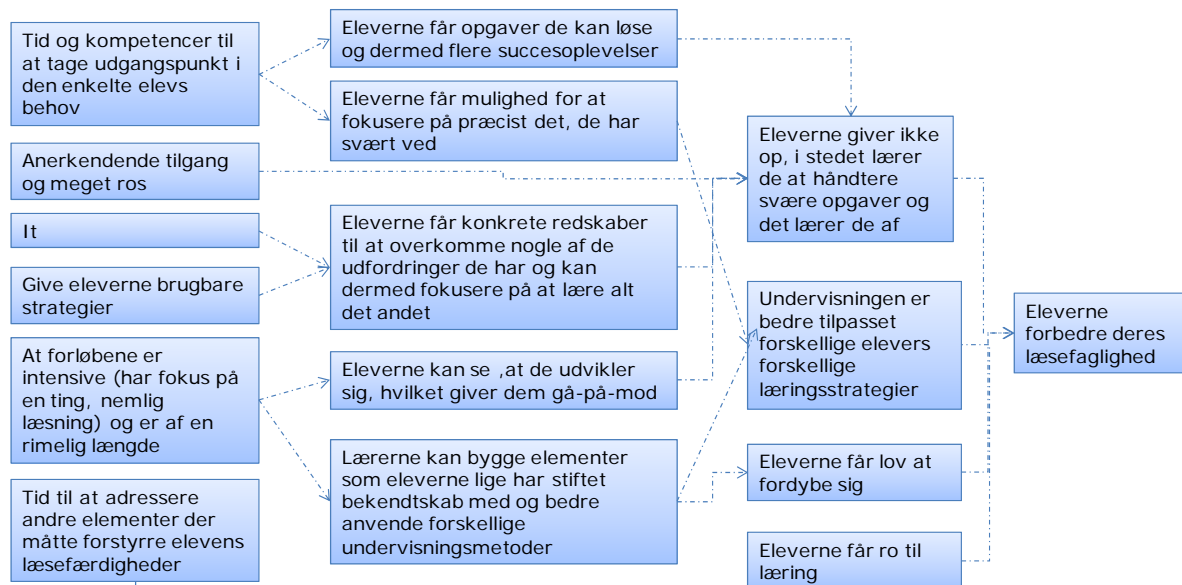 Tid og kompetencer til
at tage udgangspunkt i
den enkelte elevs
behov
Anerkendende tilgang
og meget ros
It
Give eleverne brugbare
strategier
At forløbene er
intensive (har fokus på
en ting, nemlig
læsning) og er af en
rimelig længde
Tid til at adressere
andre elementer der
måtte forstyrre elevens
læsefærdigheder
Eleverne får opgaver de kan løse
og dermed flere succesoplevelser
Eleverne får mulighed for at
fokusere på præcist det, de har
svært ved
Eleverne får konkrete redskaber
til at overkomme nogle af de
udfordringer de har og kan
dermed fokusere på at lære alt
det andet
Eleverne kan se ,at de udvikler
sig, hvilket giver dem gå-på-mod
Lærerne kan bygge elementer
som eleverne lige har stiftet
bekendtskab med og bedre
anvende forskellige
undervisningsmetoder
Eleverne giver ikke
op, i stedet lærer
de at håndtere
svære opgaver og
det lærer de af
Undervisningen er
bedre tilpasset
forskellige elevers
forskellige
læringsstrategier
Eleverne får lov at
fordybe sig
Eleverne får ro til
læring
Eleverne
forbedre deres
læsefaglighed